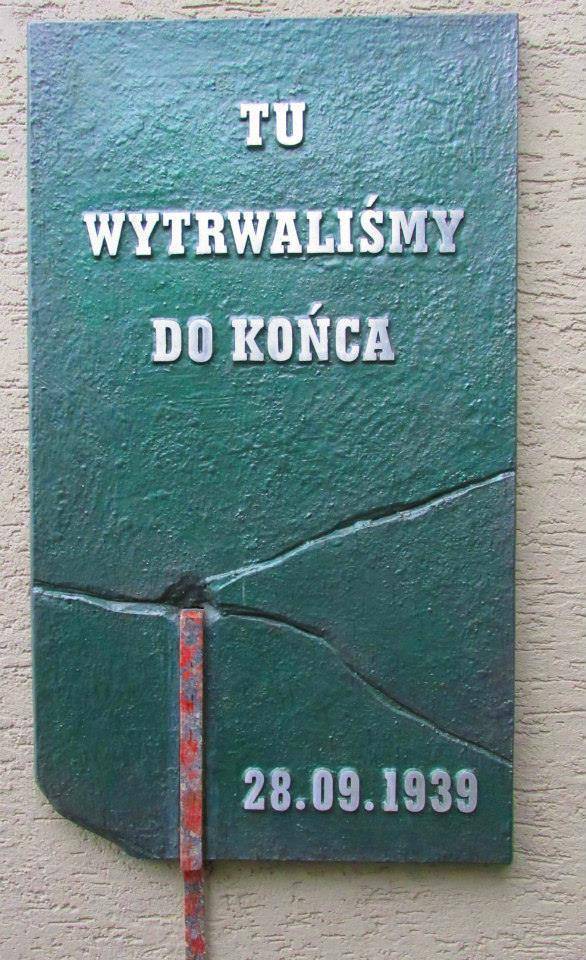 TU
WYTRWALIŚMY
DO KOŃCA
28.09.1939